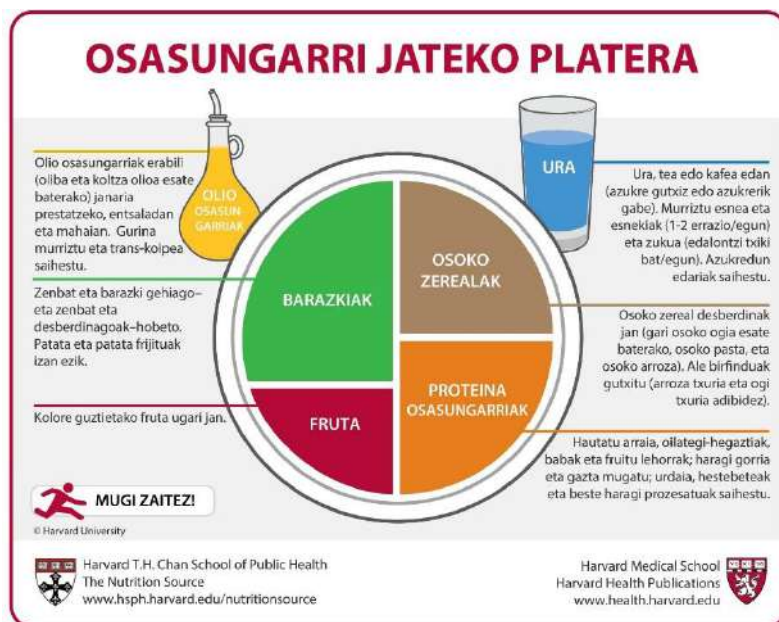 OSASUNGARRI JATEKO PLATERA
Olio osasungarriak erabili
(oliba eta koltza olioa esate
baterako) janaria
prestatzeko, entsaladan
eta mahaian. Gurina
murriztu eta trans-koipea
saihestu.
OLIO
OSASUN
GARRIAK
Zenbat eta barazki gehiago–
eta zenbat eta
desberdinagoak–hobeto.
Patata eta patata frijituak
izan ezik.
Kolore guztietako fruta ugari jan.
BARAZKIAK
FRUTA
OSOKO
ZEREALAK
PROTEINA
OSASUNGARRIAK
URA
Ura, tea edo kafea edan
(azukre gutxiz edo azukrerik
gabe). Murriztu esnea eta
esnekiak (1-2 errazio/egun)
eta zukua (edalontzi txiki
bat/egun). Azukredun
edariak saihestu.
Osoko zereal desberdinak
jan (gari osoko ogia esate
baterako, osoko pasta, eta
osoko arroza). Ale birfinduak
gutxitu (arroza txuria eta ogi
txuria adibidez).
Hautatu arraia, oilategi-hegaztiak,
babak eta fruitu lehorrak; haragi gorria
eta gazta mugatu; urdaia, hestebeteak
eta beste haragi prozesatuak saihestu.
MUGI ZAITEZ!
© Harvard University
Harvard T.H. Chan School of Public Health
The Nutrition Source
www.hsph.harvard.edu/nutritionsource
Harvard Medical School
Harvard Health Publications
www.health.harvard.edu